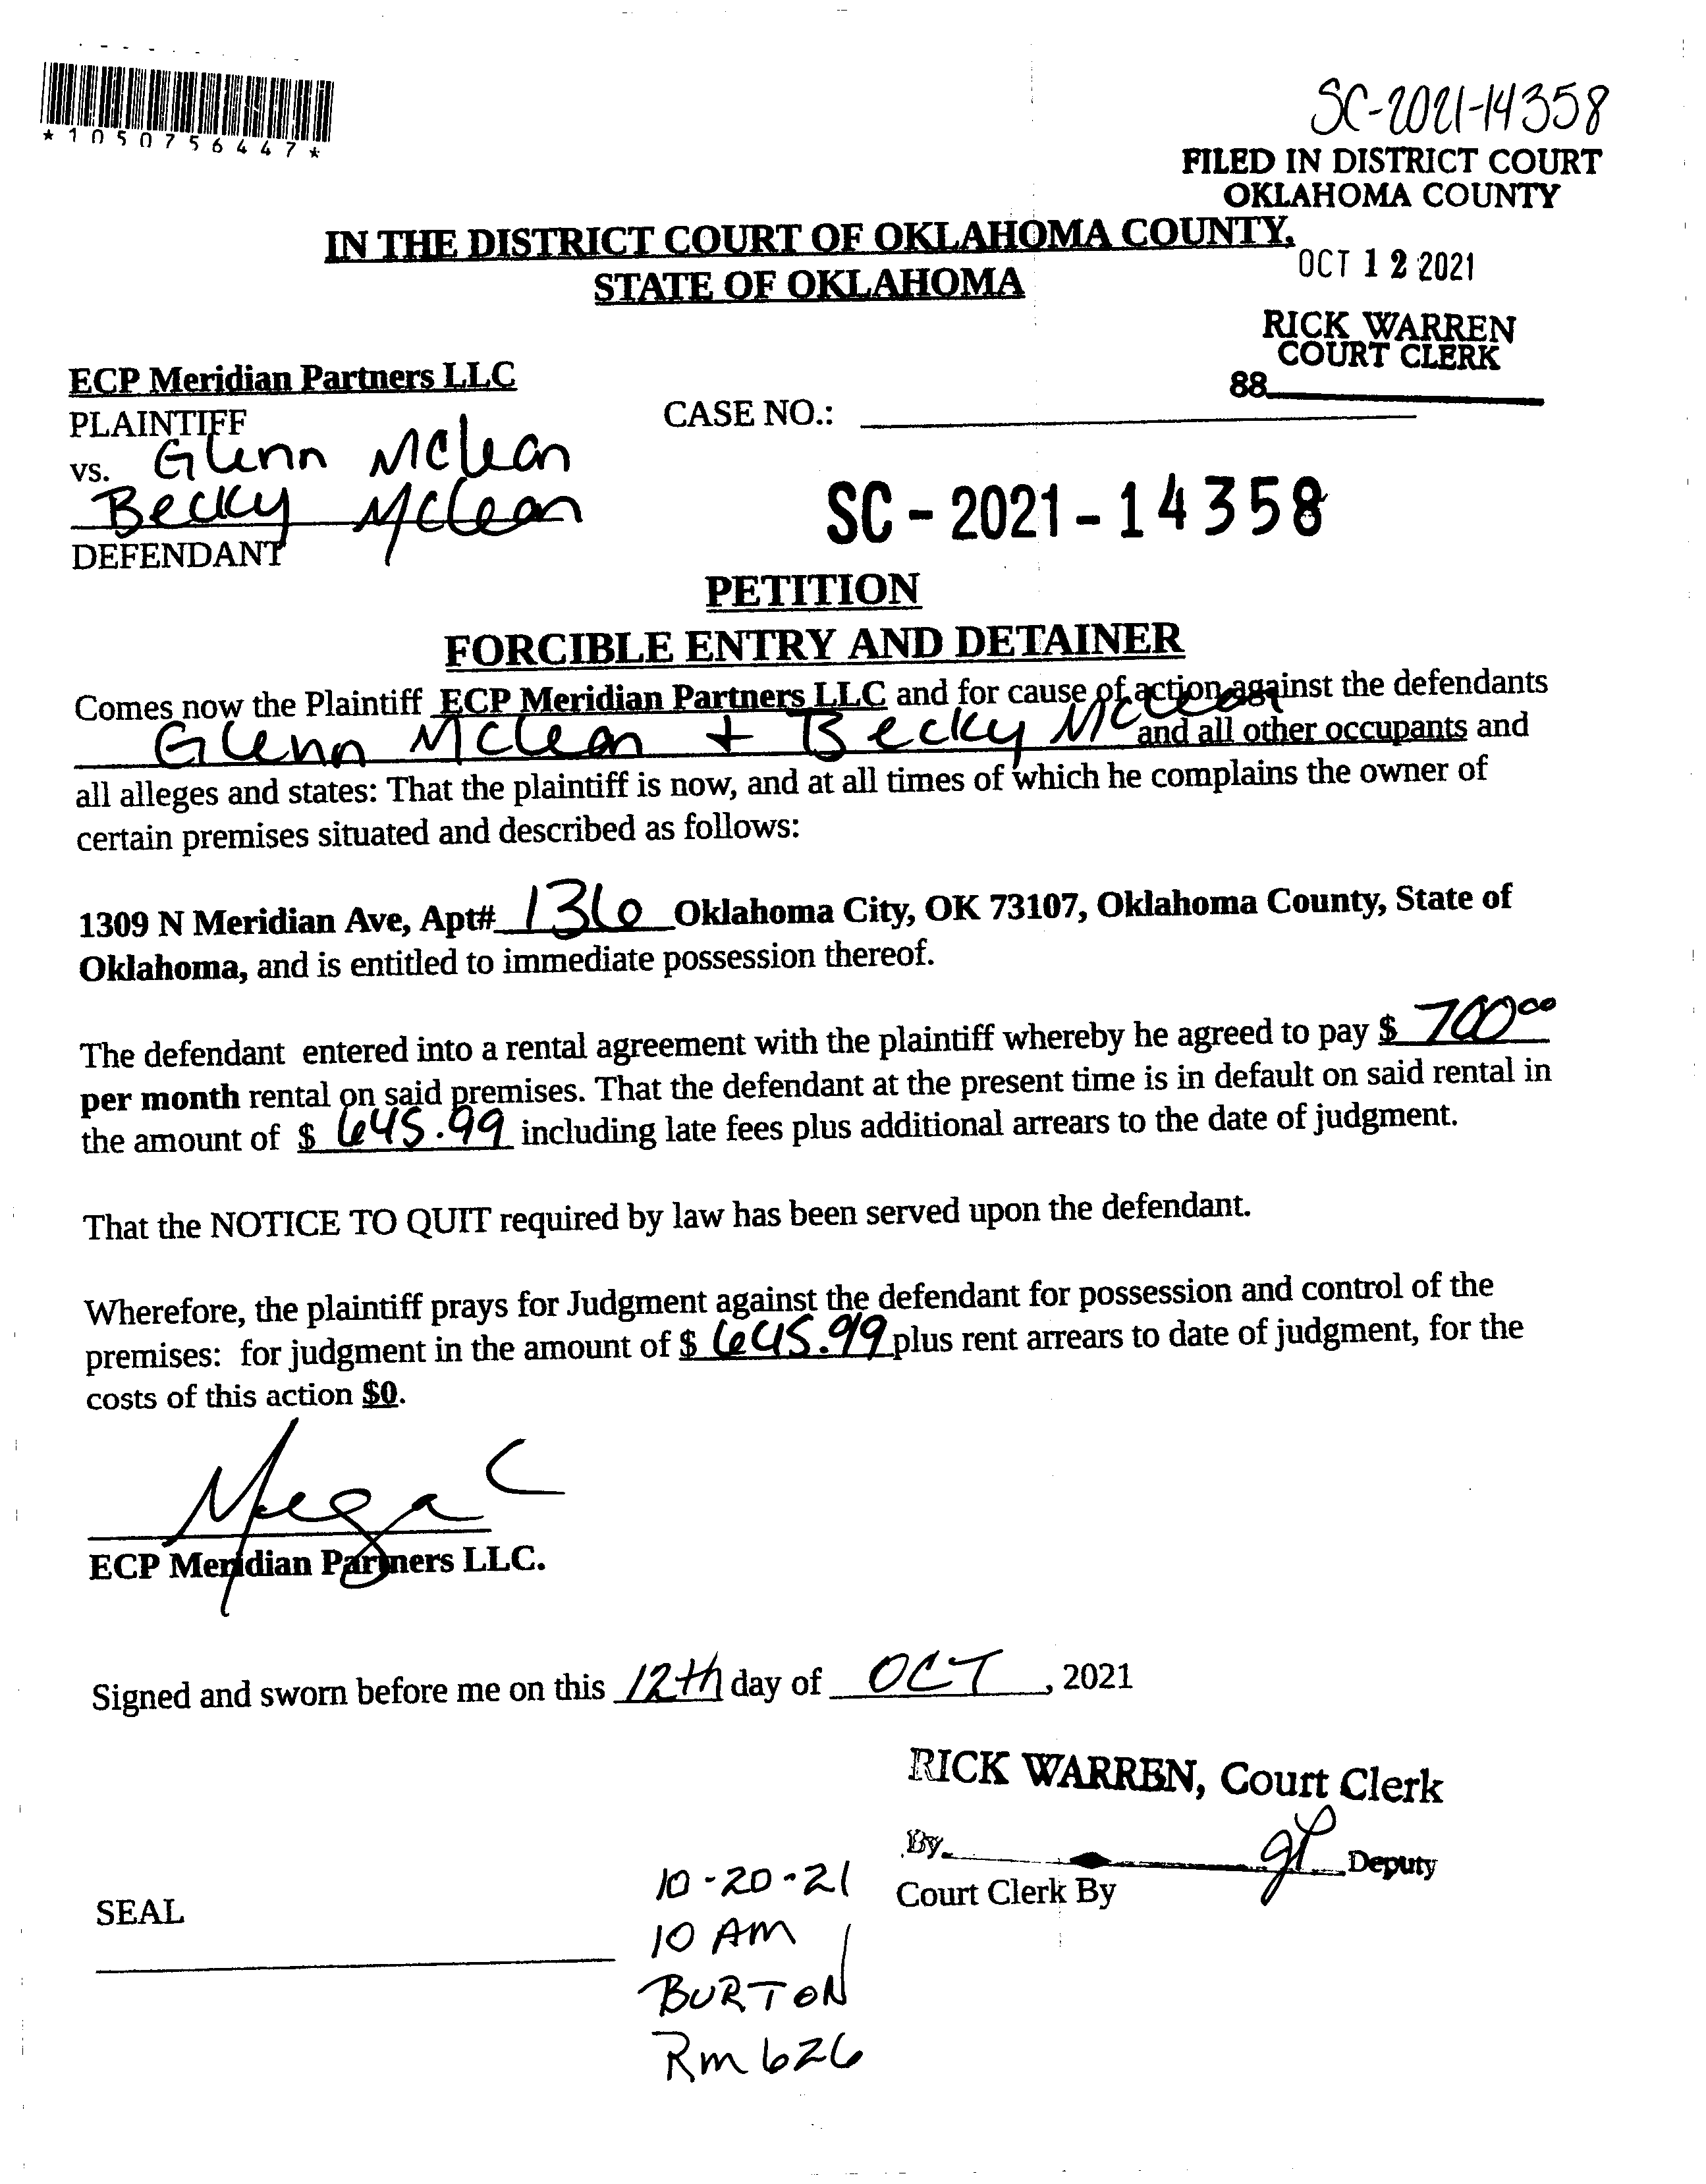 *1050756447*
SC-2021-14358
FILED IN DISTRICT COURT
OKLAHOMA COUNTY
IN THE DISTRICT COURT OF OKLAHOMA COUNTY,
STATE OF OKLAHOMA
OCT 12 2021
RICK WARREN
COURT CLERK
88
ECP Meridian Partners LLC
PLAINTIFF
CASE NO.:
vs. Glenn McLean
Becky McLean
DEFENDANT
SC - 2021 - 14358
PETITION
FORCIBLE ENTRY AND DETAINER
Comes now the Plaintiff ECP Meridian Partners LLC and for cause of action against the defendants
Glenn McLean + Becky McLean and all other occupants and
all alleges and states: That the plaintiff is now, and at all times of which he complains the owner of
certain premises situated and described as follows:
1309 N Meridian Ave, Apt# 136 Oklahoma City, OK 73107, Oklahoma County, State of
Oklahoma, and is entitled to immediate possession thereof.
The defendant entered into a rental agreement with the plaintiff whereby he agreed to pay $ 700.00
per month rental on said premises. That the defendant at the present time is in default on said rental in
the amount of $ 645.99 including late fees plus additional arrears to the date of judgment.
That the NOTICE TO QUIT required by law has been served upon the defendant.
Wherefore, the plaintiff prays for Judgment against the defendant for possession and control of the
premises: for judgment in the amount of $ 645.99 plus rent arrears to date of judgment, for the
costs of this action $0.
ECP Meridian Partners LLC.
Signed and sworn before me on this 12th day of OCT, 2021
RICK WARREN, Court Clerk
By Deputy
Court Clerk By
SEAL
10-20-21
10 AM
BURTON
Rm 626